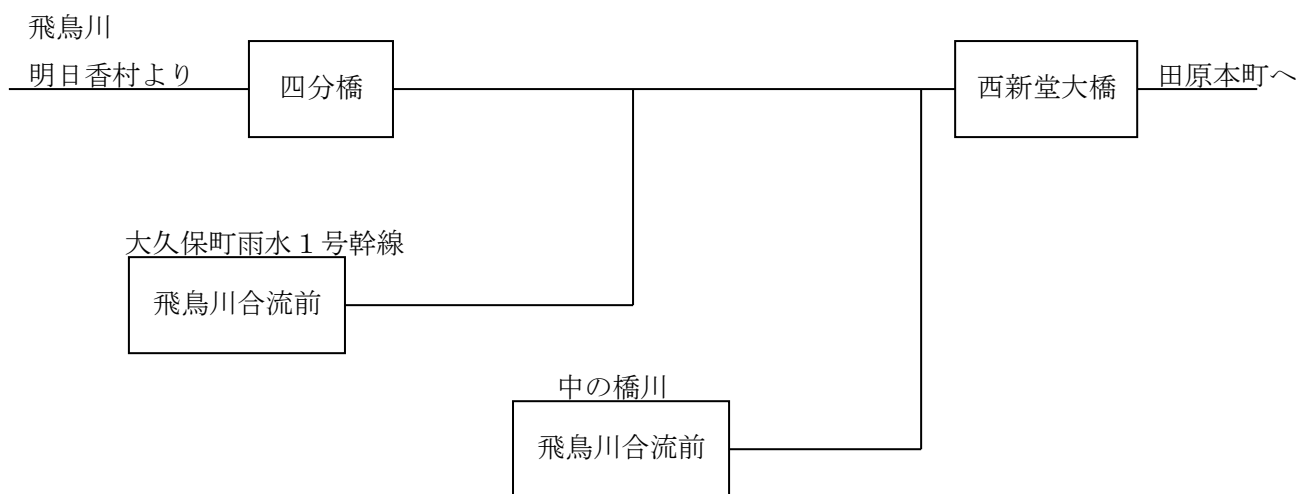 飛鳥川
明日香村より
四分橋
西新堂大橋
田原本町へ
大久保町雨水１号幹線
飛鳥川合流前
中の橋川
飛鳥川合流前